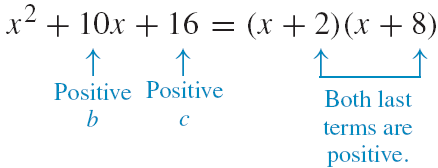 x² + 10x + 16 = (x + 2)(x + 8)
Positive Positive
b c
Both last
terms are
positive.